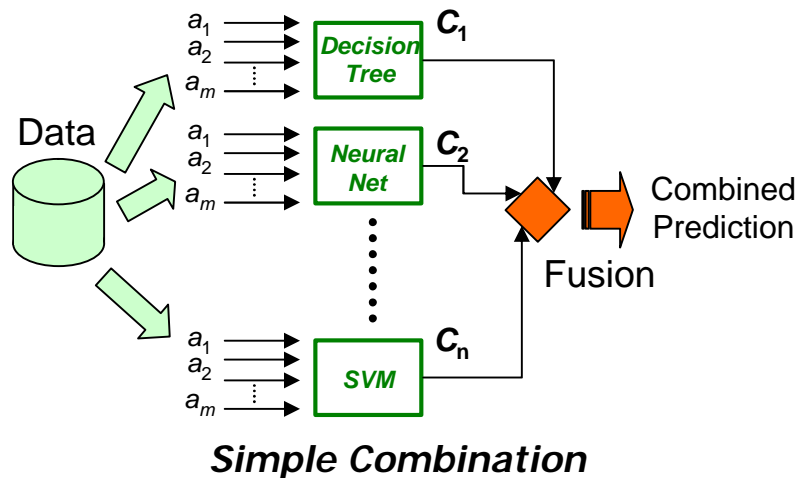 a1
a2
am
Decision
Tree
C1
Data
a1
a2
am
Neural
Net
C2
Combined
Prediction
Fusion
a1
a2
am
SVM
Cn
Simple Combination